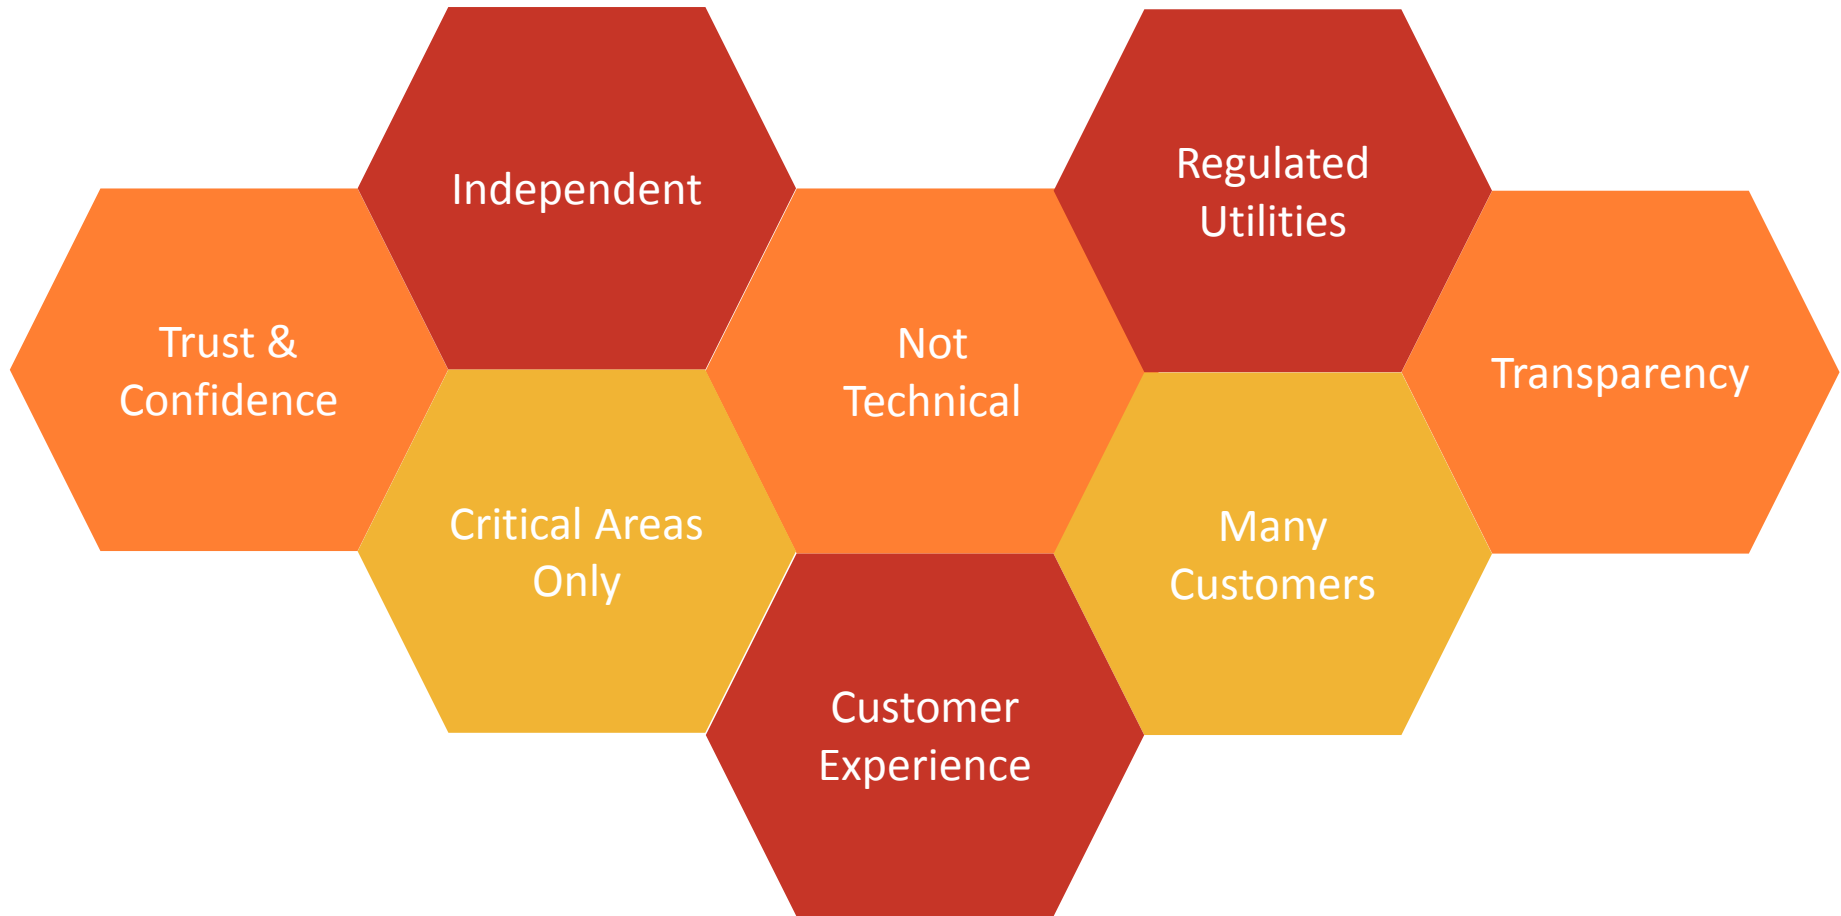 Independent
Regulated
Utilities
Trust &
Confidence
Not
Technical
Transparency
Critical Areas
Only
Many
Customers
Customer
Experience